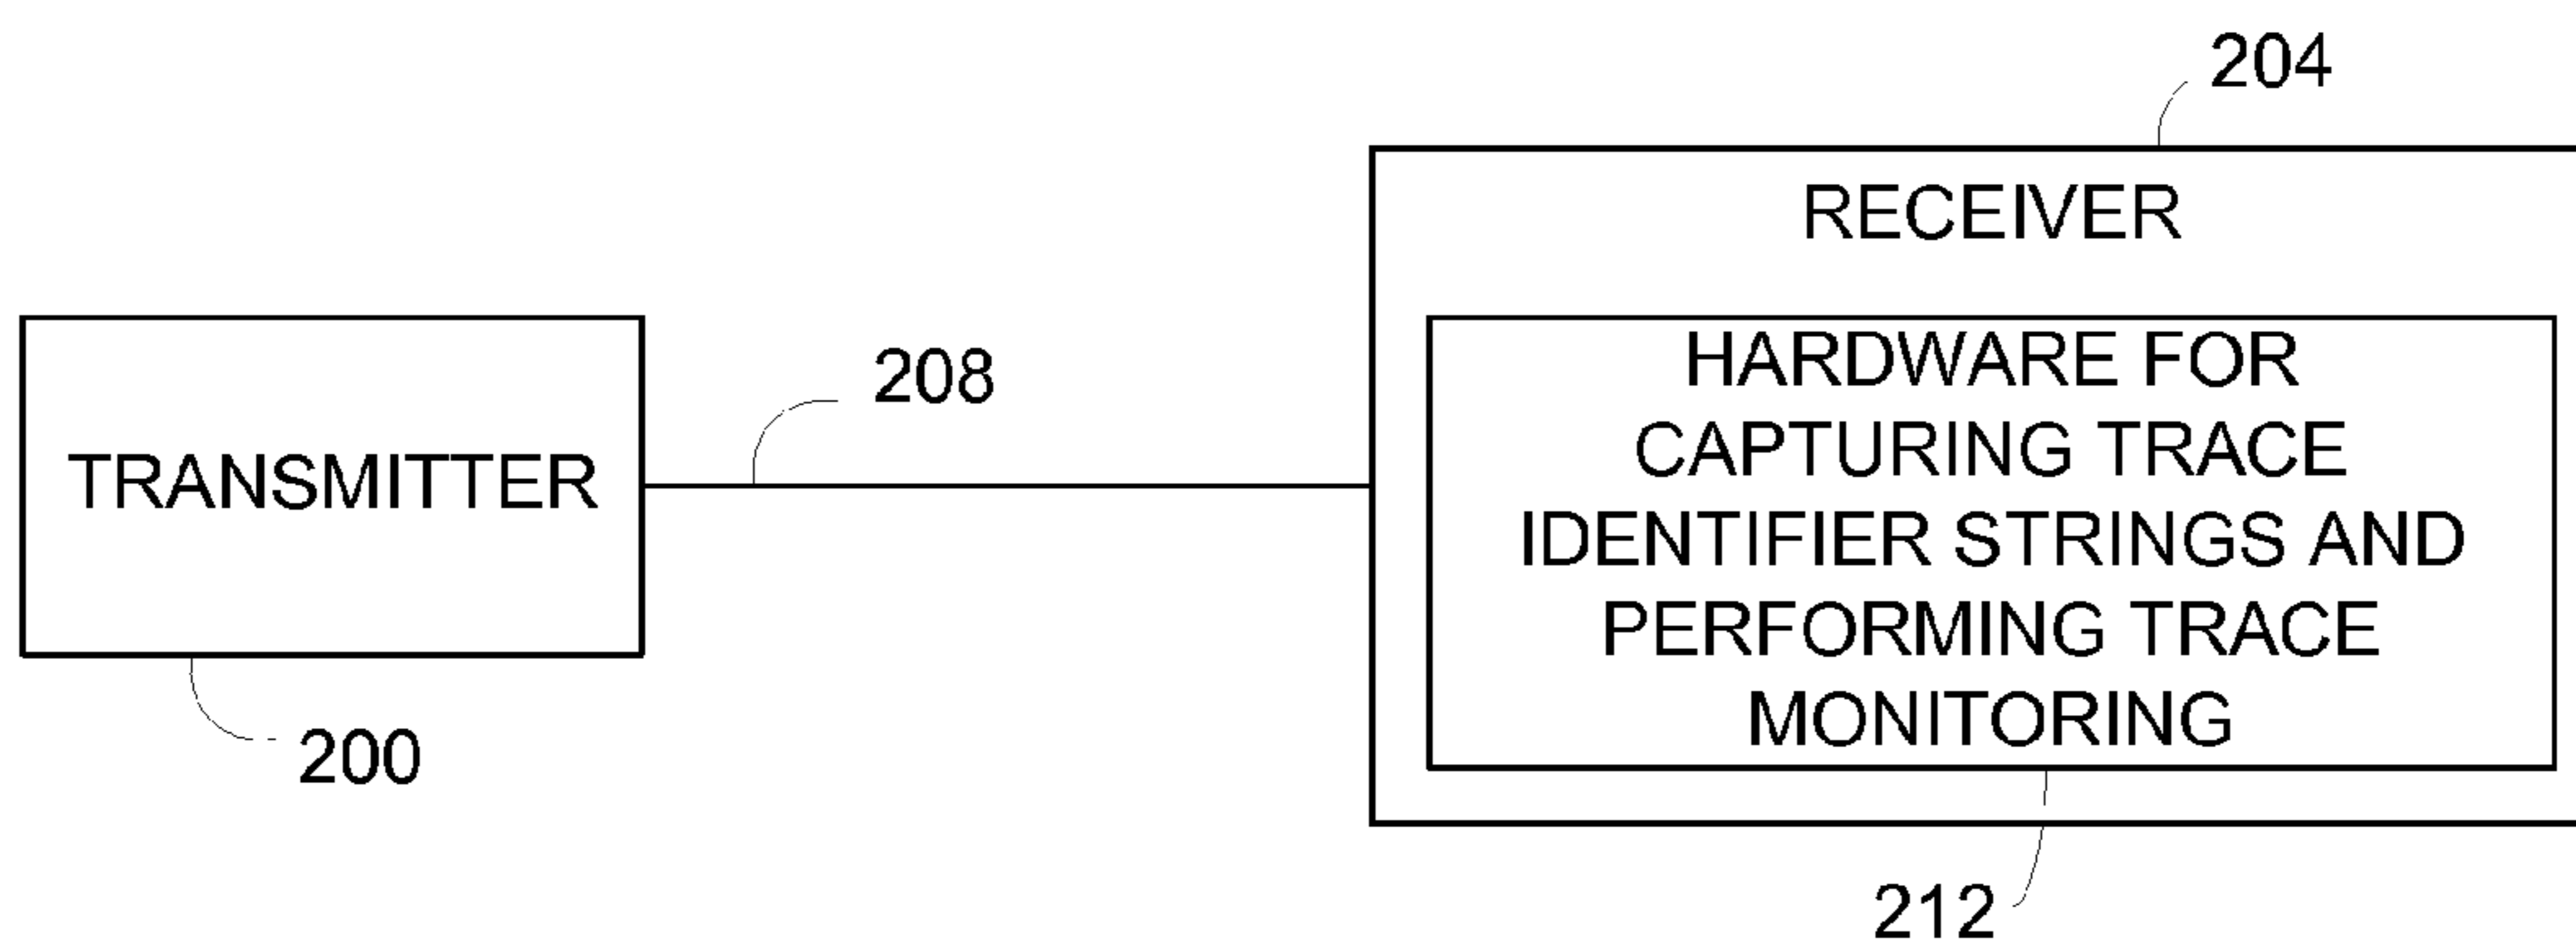 204
RECEIVER
HARDWARE FOR
CAPTURING TRACE
IDENTIFIER STRINGS AND
PERFORMING TRACE
MONITORING
208
TRANSMITTER
200
212